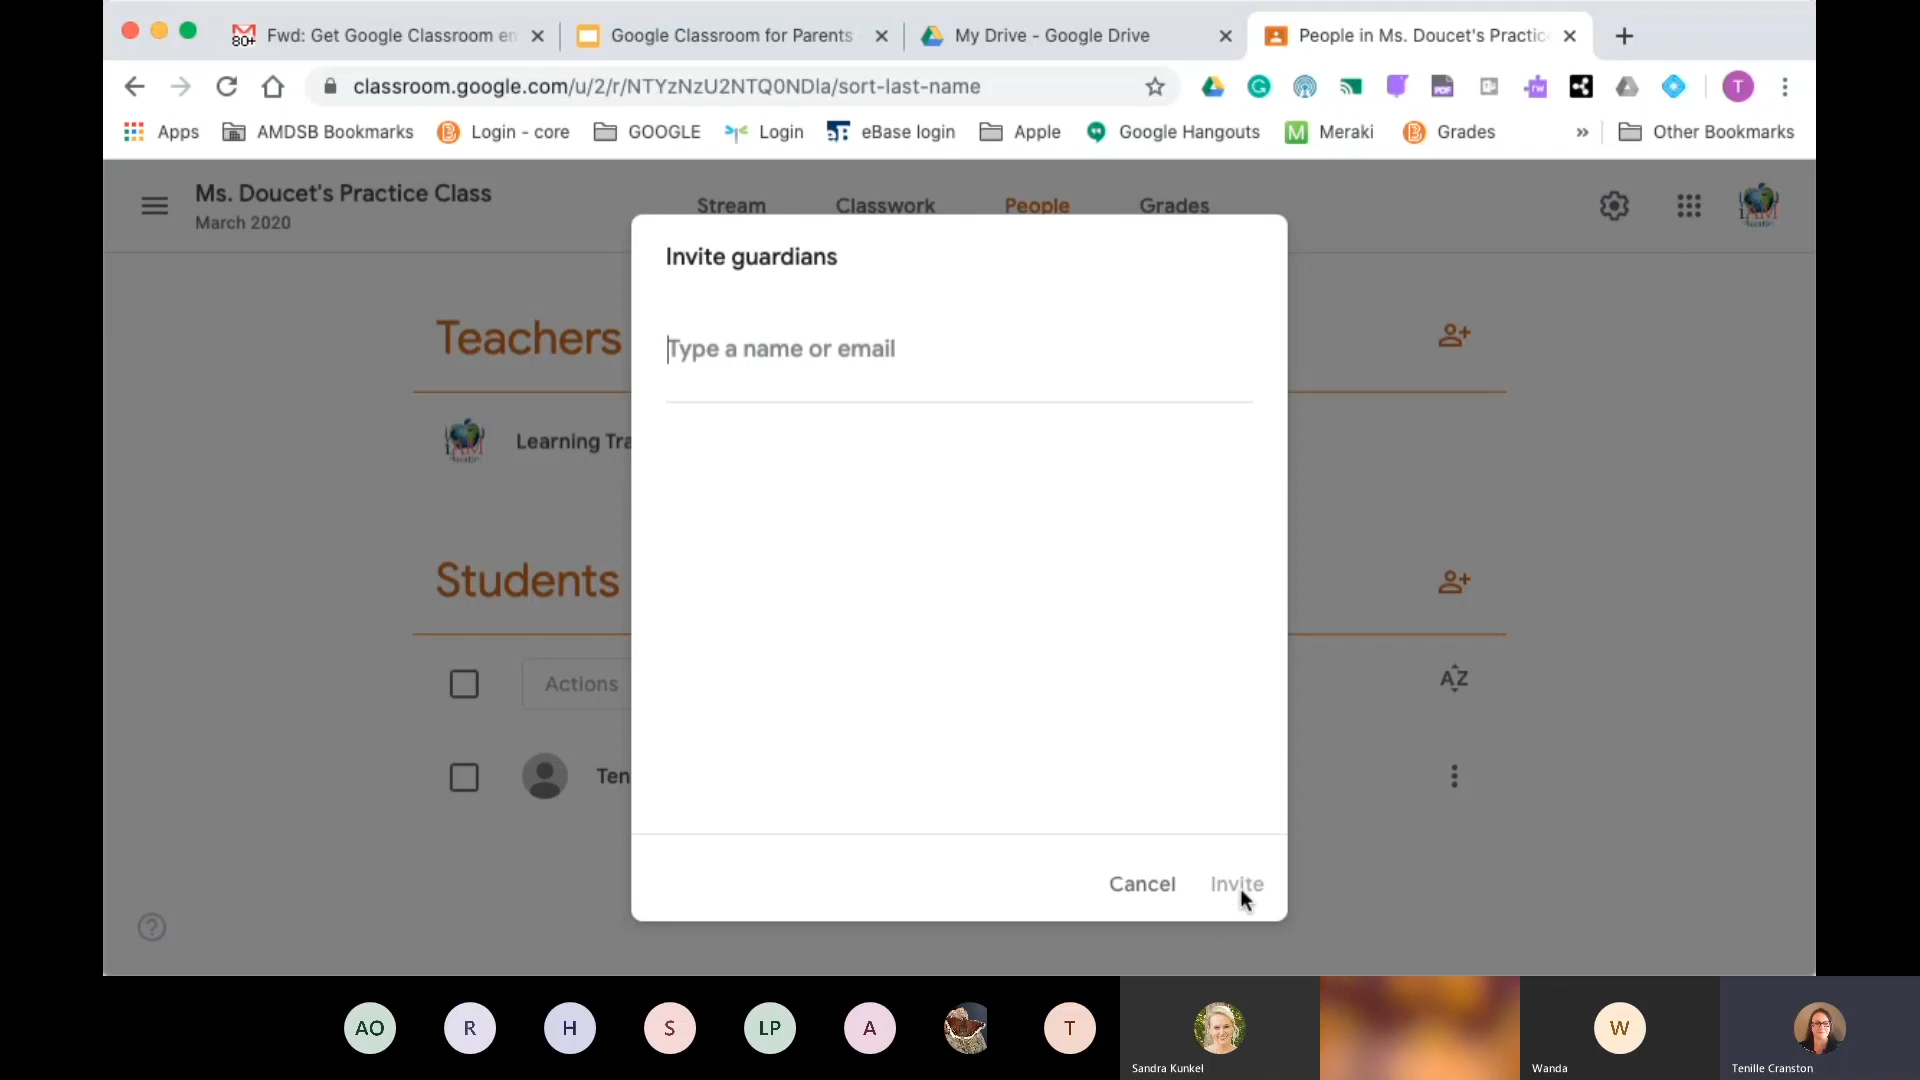 80+
Fwd: Get Google Classroom en
Google Classroom for Parents
My Drive - Google Drive
People in Ms. Doucet's Practice
classroom.google.com/u/2/r/NTYzNzU2NTQ0NDla/sort-last-name
T
Apps
AMDSB Bookmarks
Login - core
GOOGLE
Login
eBase login
Apple
Google Hangouts
M
Meraki
Grades
»
Other Bookmarks
Ms. Doucet's Practice Class
March 2020
Stream
Classwork
People
Grades
Invite guardians
Type a name or email
Teachers
Learning Tra
Students
Actions
AZ
Ten
Cancel
Invite
AO
R
H
S
LP
A
T
W
Sandra Kunkel
Wanda
Tenille Cranston